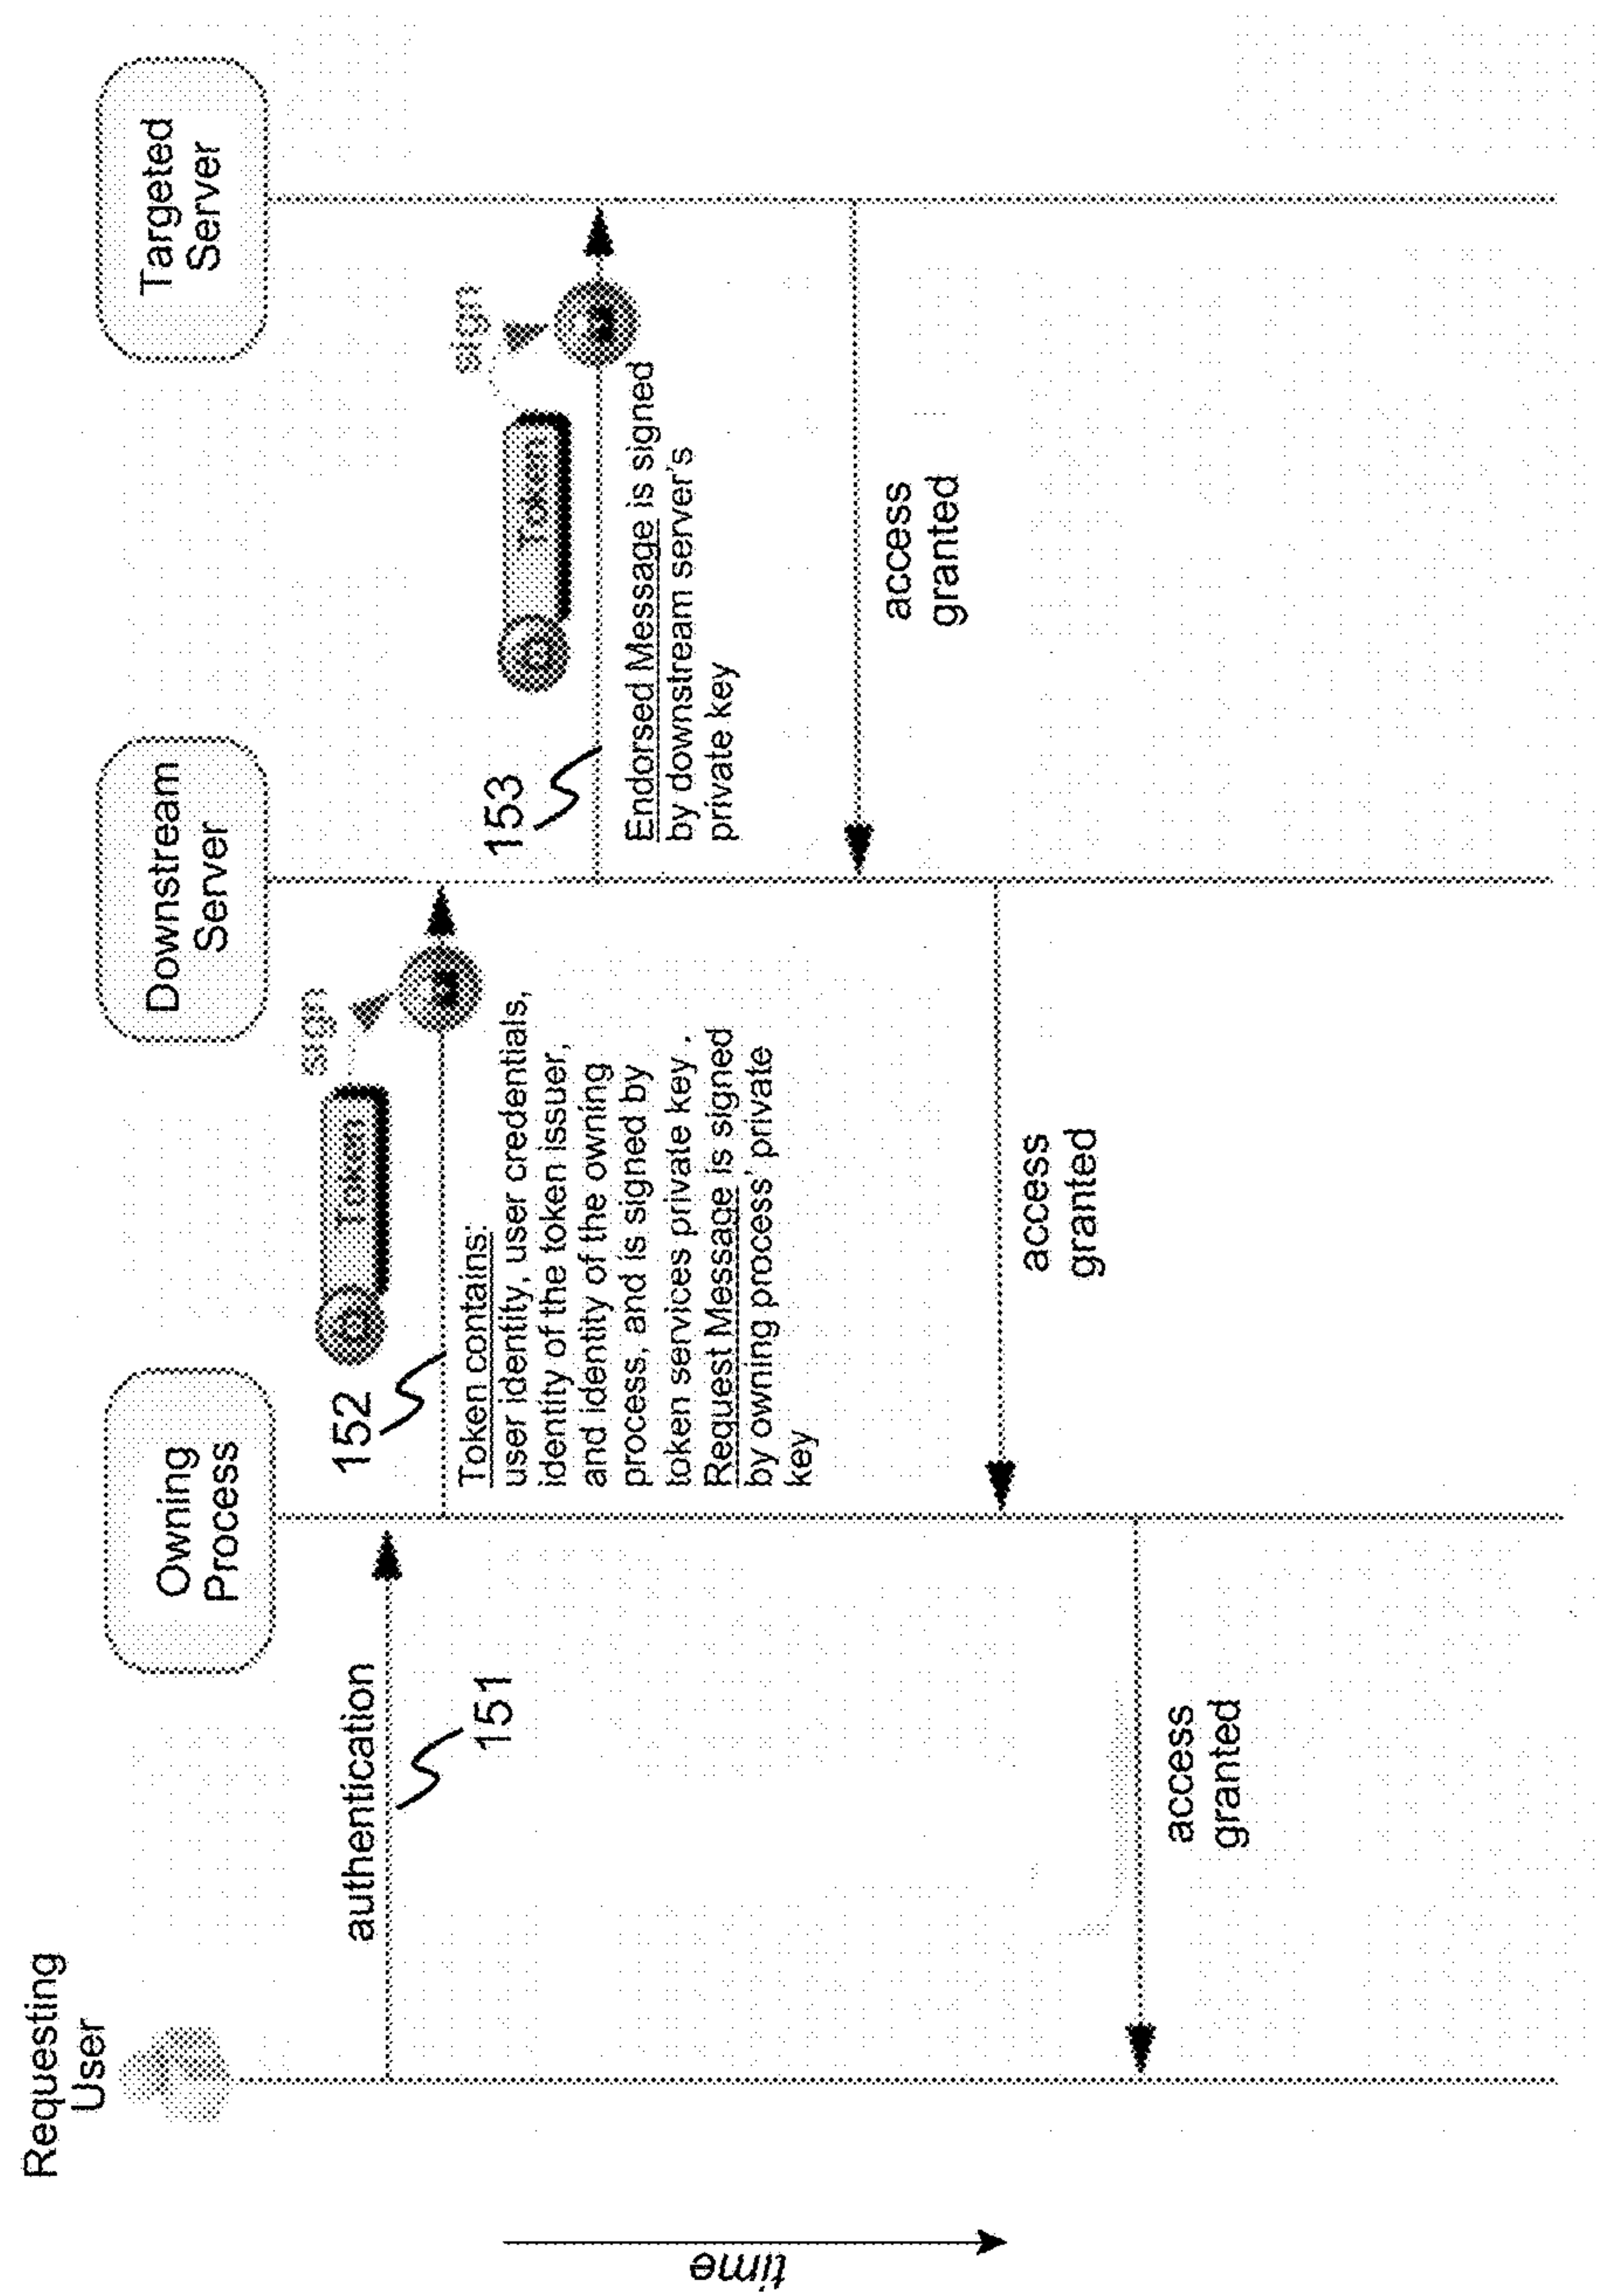 Requesting
User
Owning
Process
Downstream
Server
Targeted
Server
time
authentication
151
152
Token
sign
Token contains:
user identity, user credentials,
identity of the token issuer,
and identity of the owning
process, and is signed by
token services private key .
Request Message is signed
by owning process' private
key
153
Token
sign
Endorsed Message is signed
by downstream server's
private key
access
granted
access
granted
access
granted